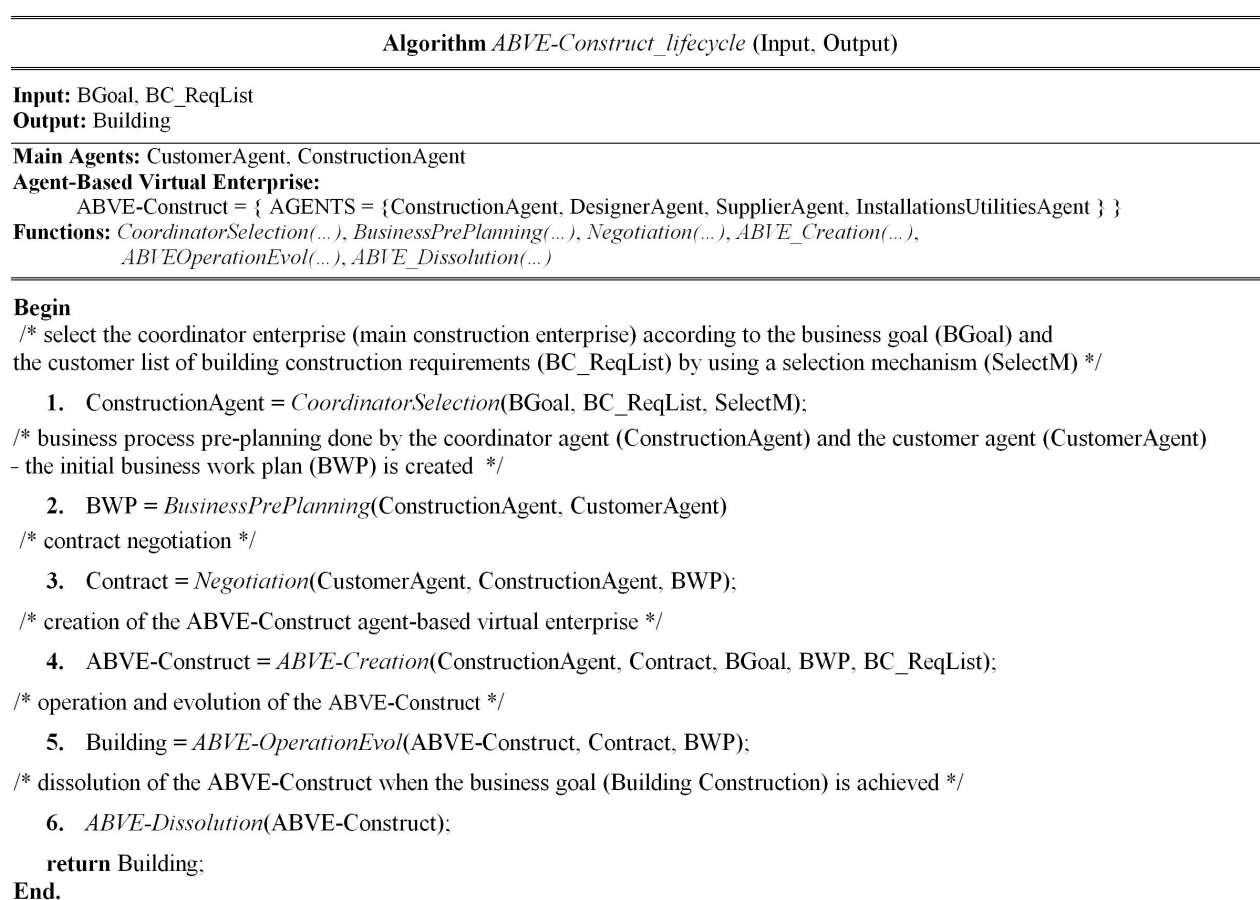 Algorithm ABVE-Construct_lifecycle (Input, Output)
Input: BGoal, BC_ReqList
Output: Building
Main Agents: CustomerAgent, ConstructionAgent
Agent-Based Virtual Enterprise:
ABVE-Construct = { AGENTS = {ConstructionAgent, DesignerAgent, SupplierAgent, InstallationsUtilitiesAgent } }
Functions: CoordinatorSelection(...), BusinessPrePlanning(...), Negotiation(...), ABVE_Creation(...),
ABVEOperationEvol(...), ABVE_Dissolution(...)
Begin
/* select the coordinator enterprise (main construction enterprise) according to the business goal (BGoal) and
the customer list of building construction requirements (BC_ReqList) by using a selection mechanism (SelectM) */
1. ConstructionAgent = CoordinatorSelection(BGoal, BC_ReqList, SelectM);
/* business process pre-planning done by the coordinator agent (ConstructionAgent) and the customer agent (CustomerAgent)
- the initial business work plan (BWP) is created */
2. BWP = BusinessPrePlanning(ConstructionAgent, CustomerAgent)
/* contract negotiation */
3. Contract = Negotiation(CustomerAgent, ConstructionAgent, BWP);
/* creation of the ABVE-Construct agent-based virtual enterprise */
4. ABVE-Construct = ABVE-Creation(ConstructionAgent, Contract, BGoal, BWP, BC_ReqList);
/* operation and evolution of the ABVE-Construct */
5. Building = ABVE-OperationEvol(ABVE-Construct, Contract, BWP);
/* dissolution of the ABVE-Construct when the business goal (Building Construction) is achieved */
6. ABVE-Dissolution(ABVE-Construct);
return Building;
End.